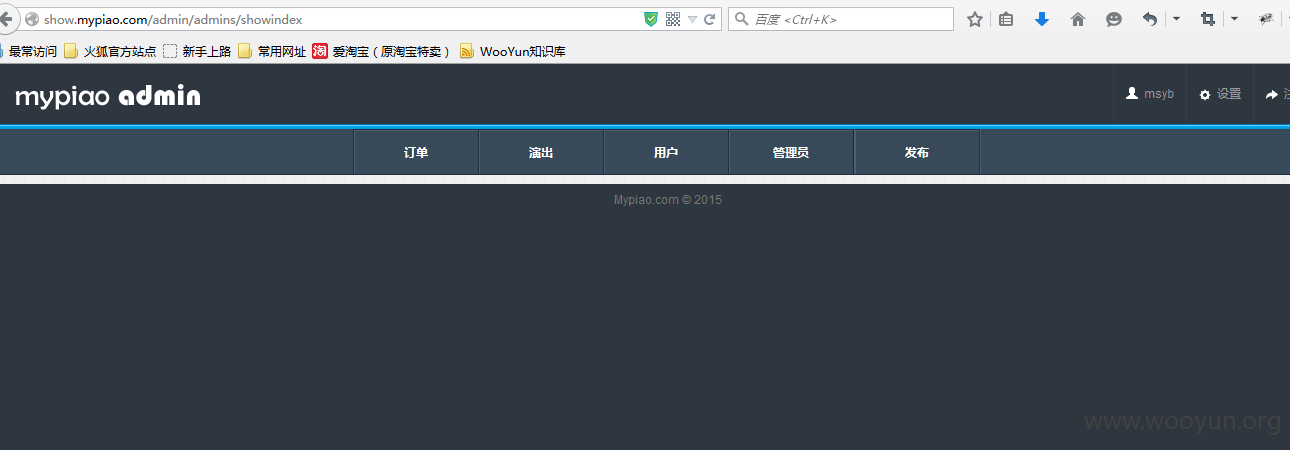 show.mypiao.com/admin/admins/showindex
百度 <Ctrl+K>
最常访问 火狐官方站点 新手上路 常用网址 淘 爱淘宝（原淘宝特卖） WooYun知识库
mypiao admin
msyb 设置 注
订单 演出 用户 管理员 发布
Mypiao.com © 2015
www.wooyun.org